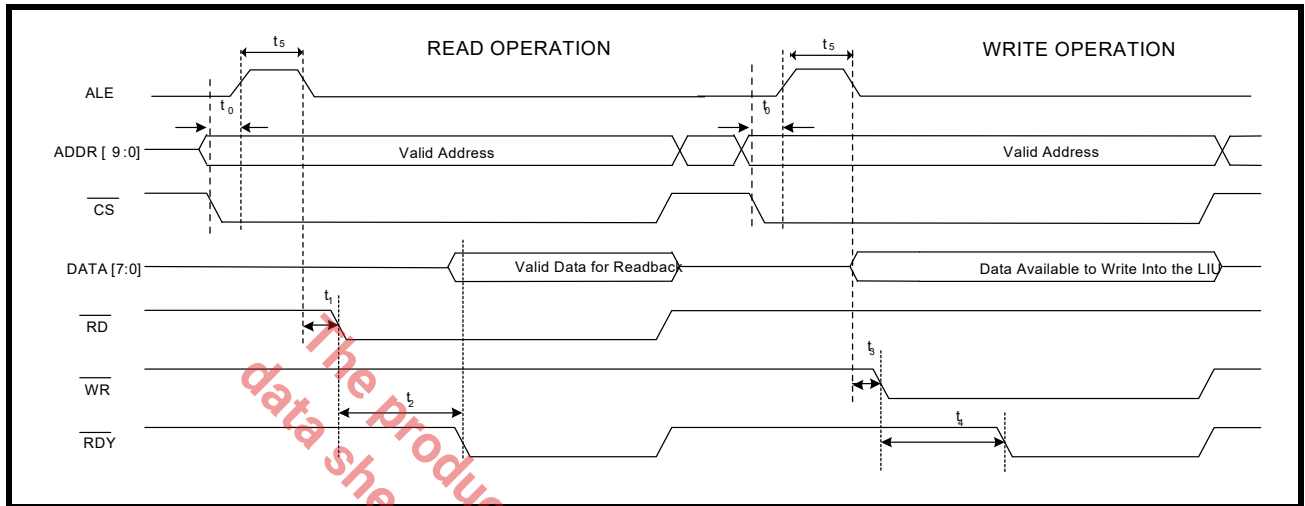 READ OPERATION
WRITE OPERATION
t5
t5
ALE
t0
t0
ADDR [ 9:0]
Valid Address
Valid Address
CS
DATA [7:0]
Valid Data for Readback
Data Available to Write Into the LIU
t1
RD
t3
WR
t2
t4
RDY
The produc
data she